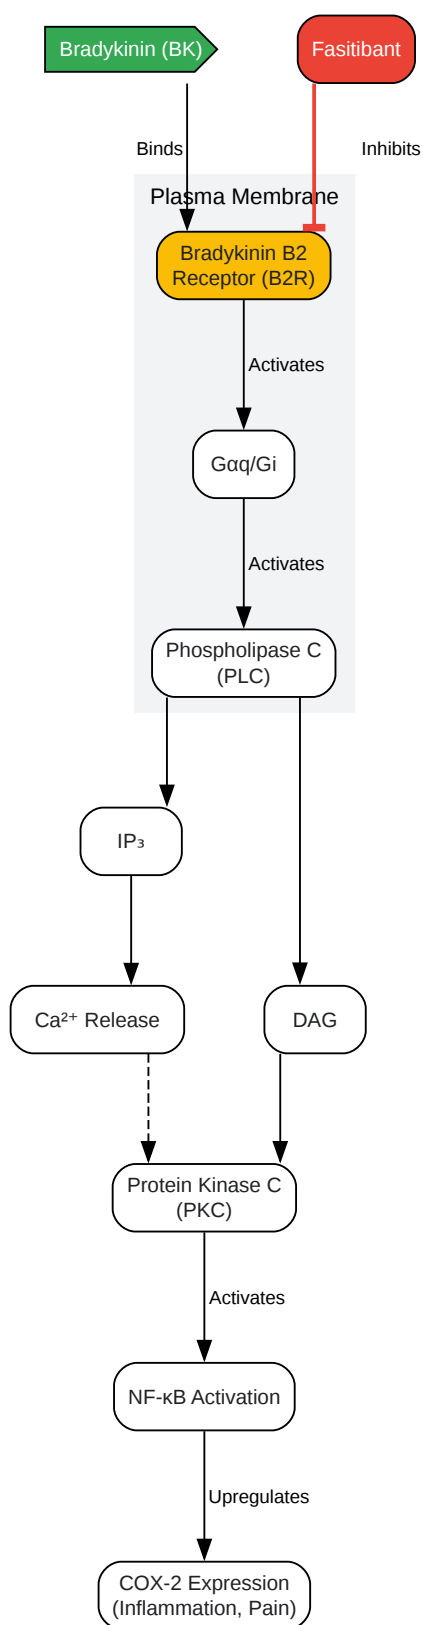 Bradykinin (BK)
Fasitibant
Binds
Inhibits
Plasma Membrane
Bradykinin B2
Receptor (B2R)
Activates
Gαq/Gi
Activates
Phospholipase C
(PLC)
IP₃
Ca²⁺ Release
DAG
Protein Kinase C
(PKC)
Activates
NF-κB Activation
Upregulates
COX-2 Expression
(Inflammation, Pain)